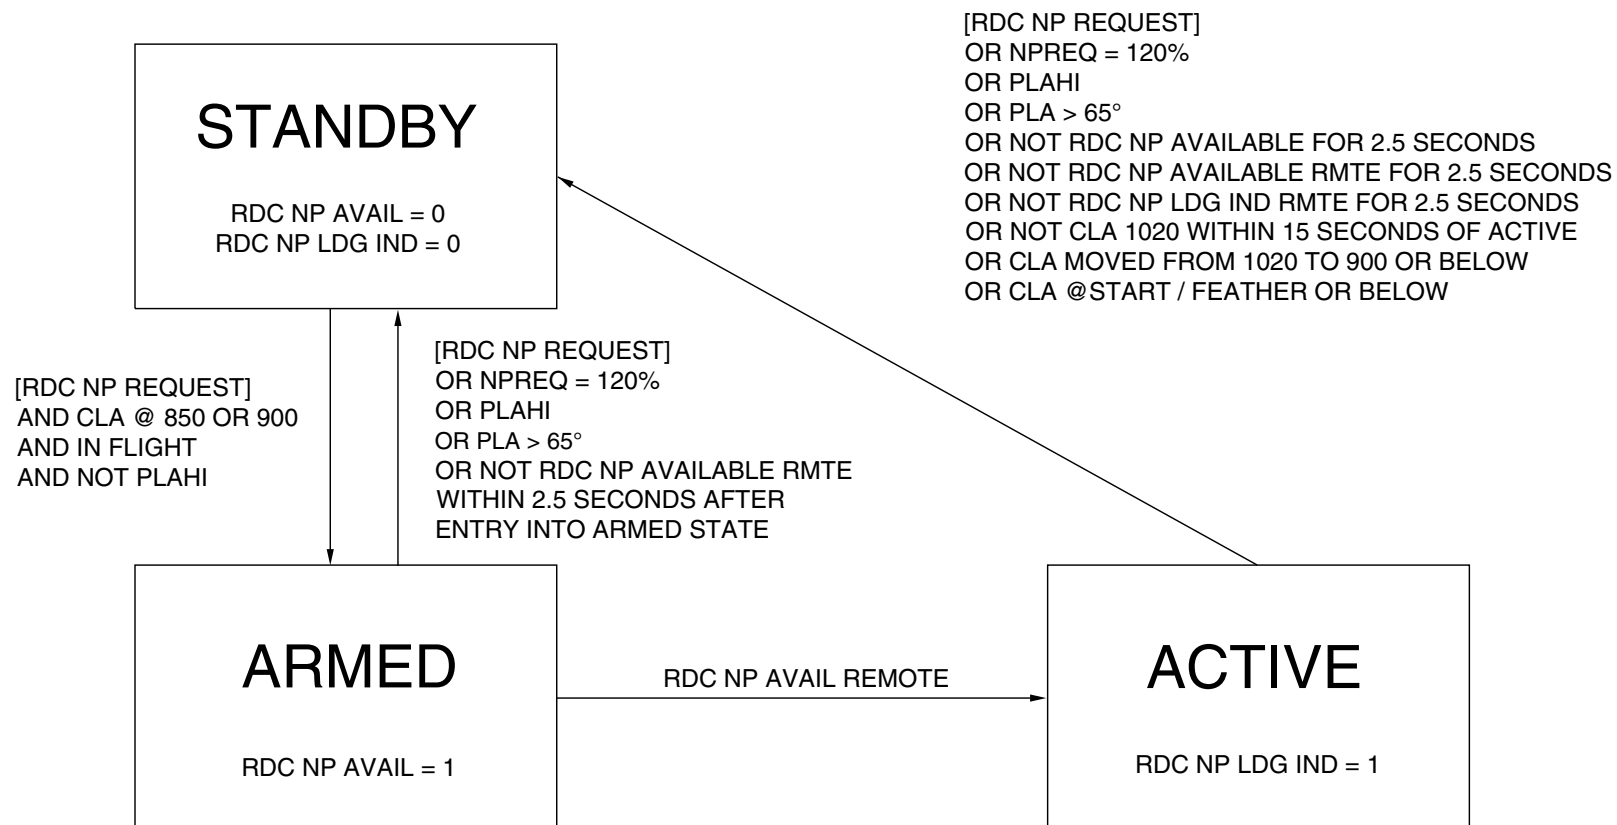 [RDC NP REQUEST]
OR NPREQ = 120%
OR PLAHI
OR PLA > 65°
OR NOT RDC NP AVAILABLE FOR 2.5 SECONDS
OR NOT RDC NP AVAILABLE RMTE FOR 2.5 SECONDS
OR NOT RDC NP LDG IND RMTE FOR 2.5 SECONDS
OR NOT CLA 1020 WITHIN 15 SECONDS OF ACTIVE
OR CLA MOVED FROM 1020 TO 900 OR BELOW
OR CLA @START / FEATHER OR BELOW
STANDBY
RDC NP AVAIL = 0
RDC NP LDG IND = 0
[RDC NP REQUEST]
AND CLA @ 850 OR 900
AND IN FLIGHT
AND NOT PLAHI
[RDC NP REQUEST]
OR NPREQ = 120%
OR PLAHI
OR PLA > 65°
OR NOT RDC NP AVAILABLE RMTE
WITHIN 2.5 SECONDS AFTER
ENTRY INTO ARMED STATE
ARMED
RDC NP AVAIL = 1
RDC NP AVAIL REMOTE
ACTIVE
RDC NP LDG IND = 1